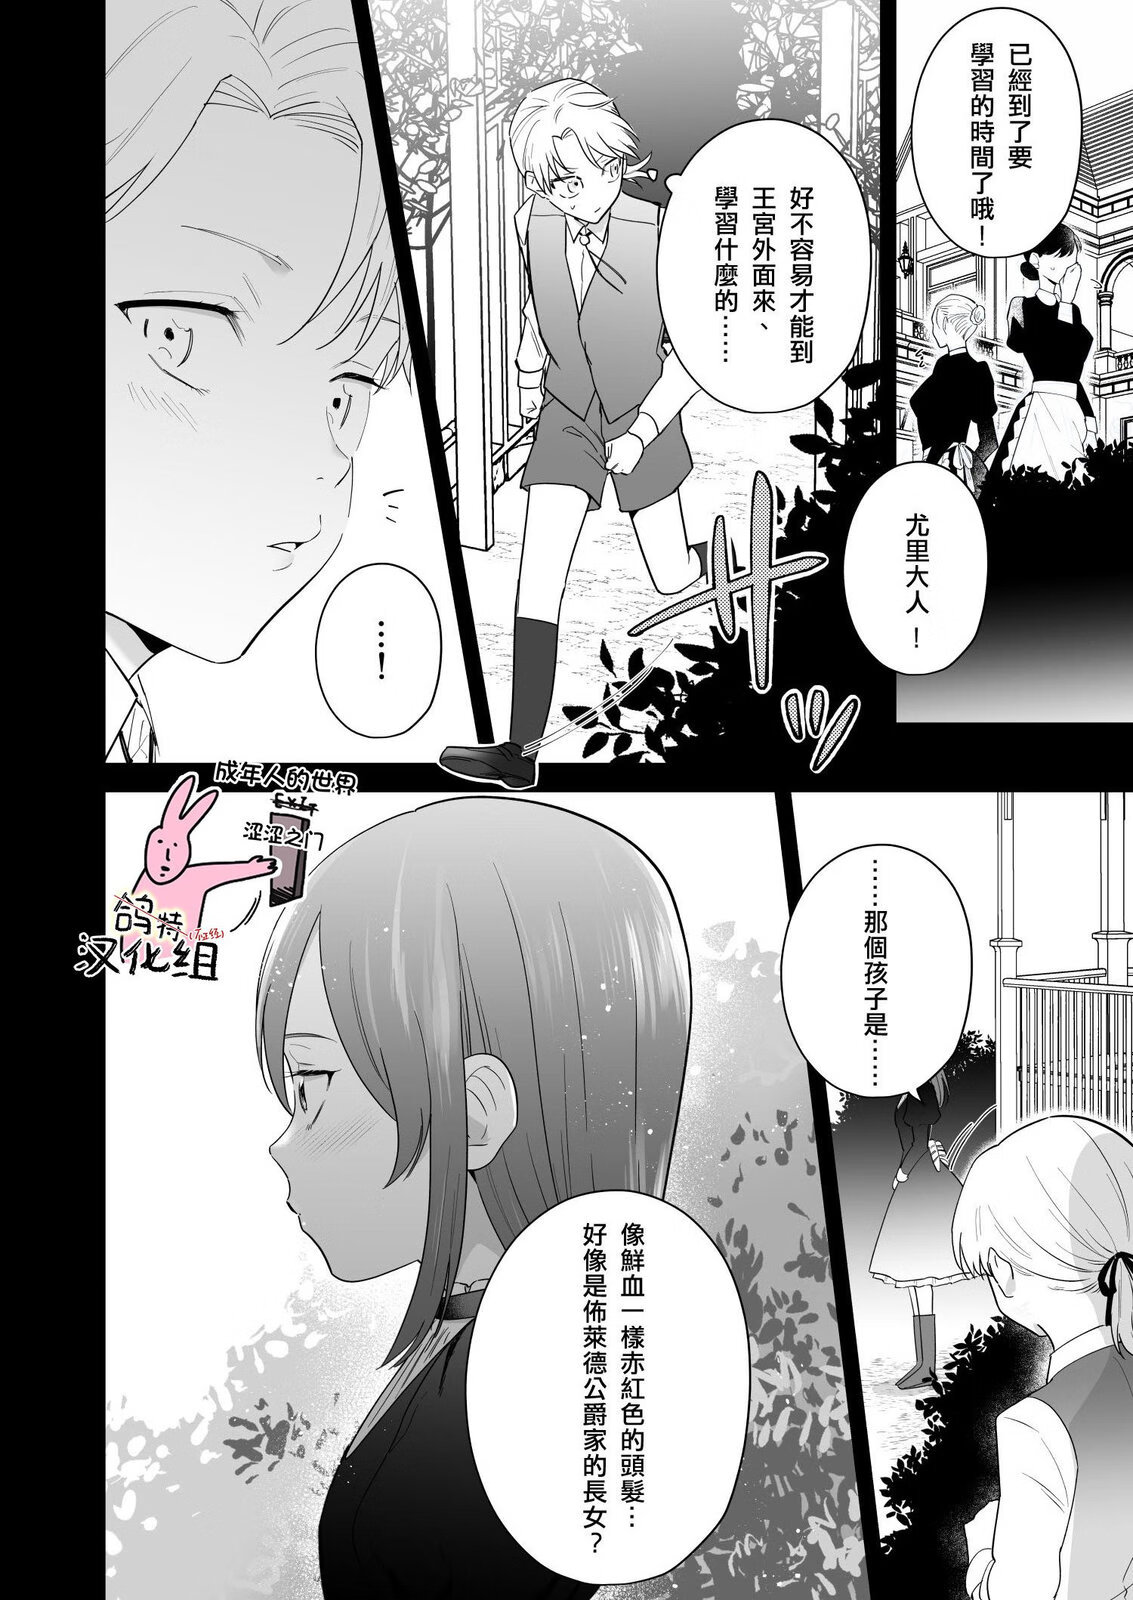 已經到了要
學習的時間了哦！
尤里大人！
好不容易才能到
王宮外面來、
學習什麼的……
…！
……那個孩子是……
像鮮血一樣赤紅色的頭髮…
好像是佈萊德公爵家的長女？
成年人的世界
EXIT
涩涩之门
鸽特
汉化组